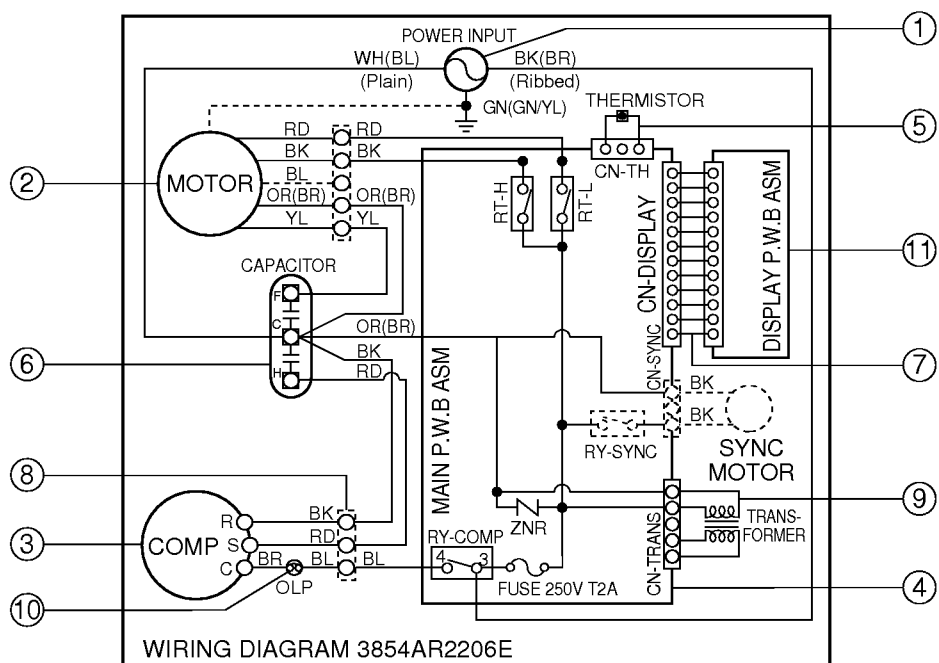 POWER INPUT
①
WH(BL)
BK(BR)
(Plain)
(Ribbed)
GN(GN/YL)
THERMISTOR
⑤
CN-TH
RD
RD
BK
BK
② MOTOR
BL
OR(BR)
OR(BR)
YL
YL
RT-H
RT-L
CN-DISPLAY
DISPLAY P.W.B ASM
⑪
CAPACITOR
F
C
H
⑥
OR(BR)
BK
RD
MAIN P.W.B ASM
CN-SYNC
⑦
BK
BK
RY-SYNC
SYNC
MOTOR
⑧
③ COMP
R
S
C
BK
RD
BR
BL
BL
OLP
⑩
RY-COMP
4
3
ZNR
FUSE 250V T2A
CN-TRANS
TRANS-
FORMER
⑨
④
WIRING DIAGRAM 3854AR2206E